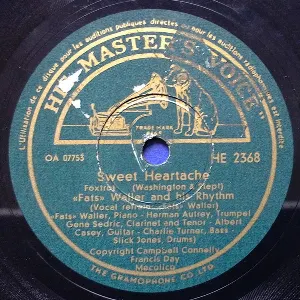 L'utilisation de ce disque pour les auditions publiques directes ou par les auditions radiophoniques est interdite
HIS MASTER'S VOICE
TRADE MARK
OA 07753
HE 2368
Sweet Heartache
Foxtrot (Washington & Stept)
«Fats» Waller and his Rhythm
(Vocal refrain «Fats» Waller)
«Fats» Waller, Piano - Herman Autrey, Trumpet
Gene Sedric, Clarinet and Tenor - Albert
Casey, Guitar - Charlie Turner, Bass
Slick Jones, Drums)
Copyright Campbell Connelly
Francis Day
Mecolico
THE GRAMOPHONE CO LTD